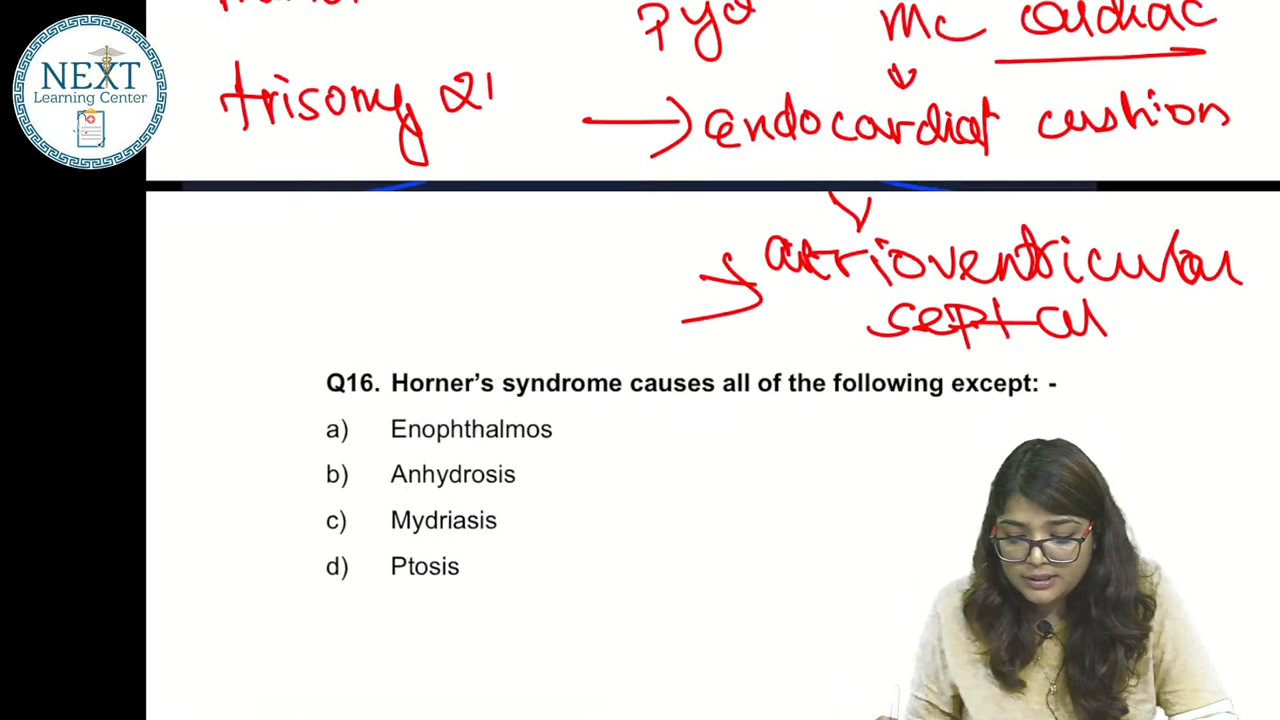 NEXT
Learning Center
trisomy 21
mc cardiac
endocardial cushion
atrioventricular
septal
Q16. Horner's syndrome causes all of the following except: -
a) Enophthalmos
b) Anhydrosis
c) Mydriasis
d) Ptosis